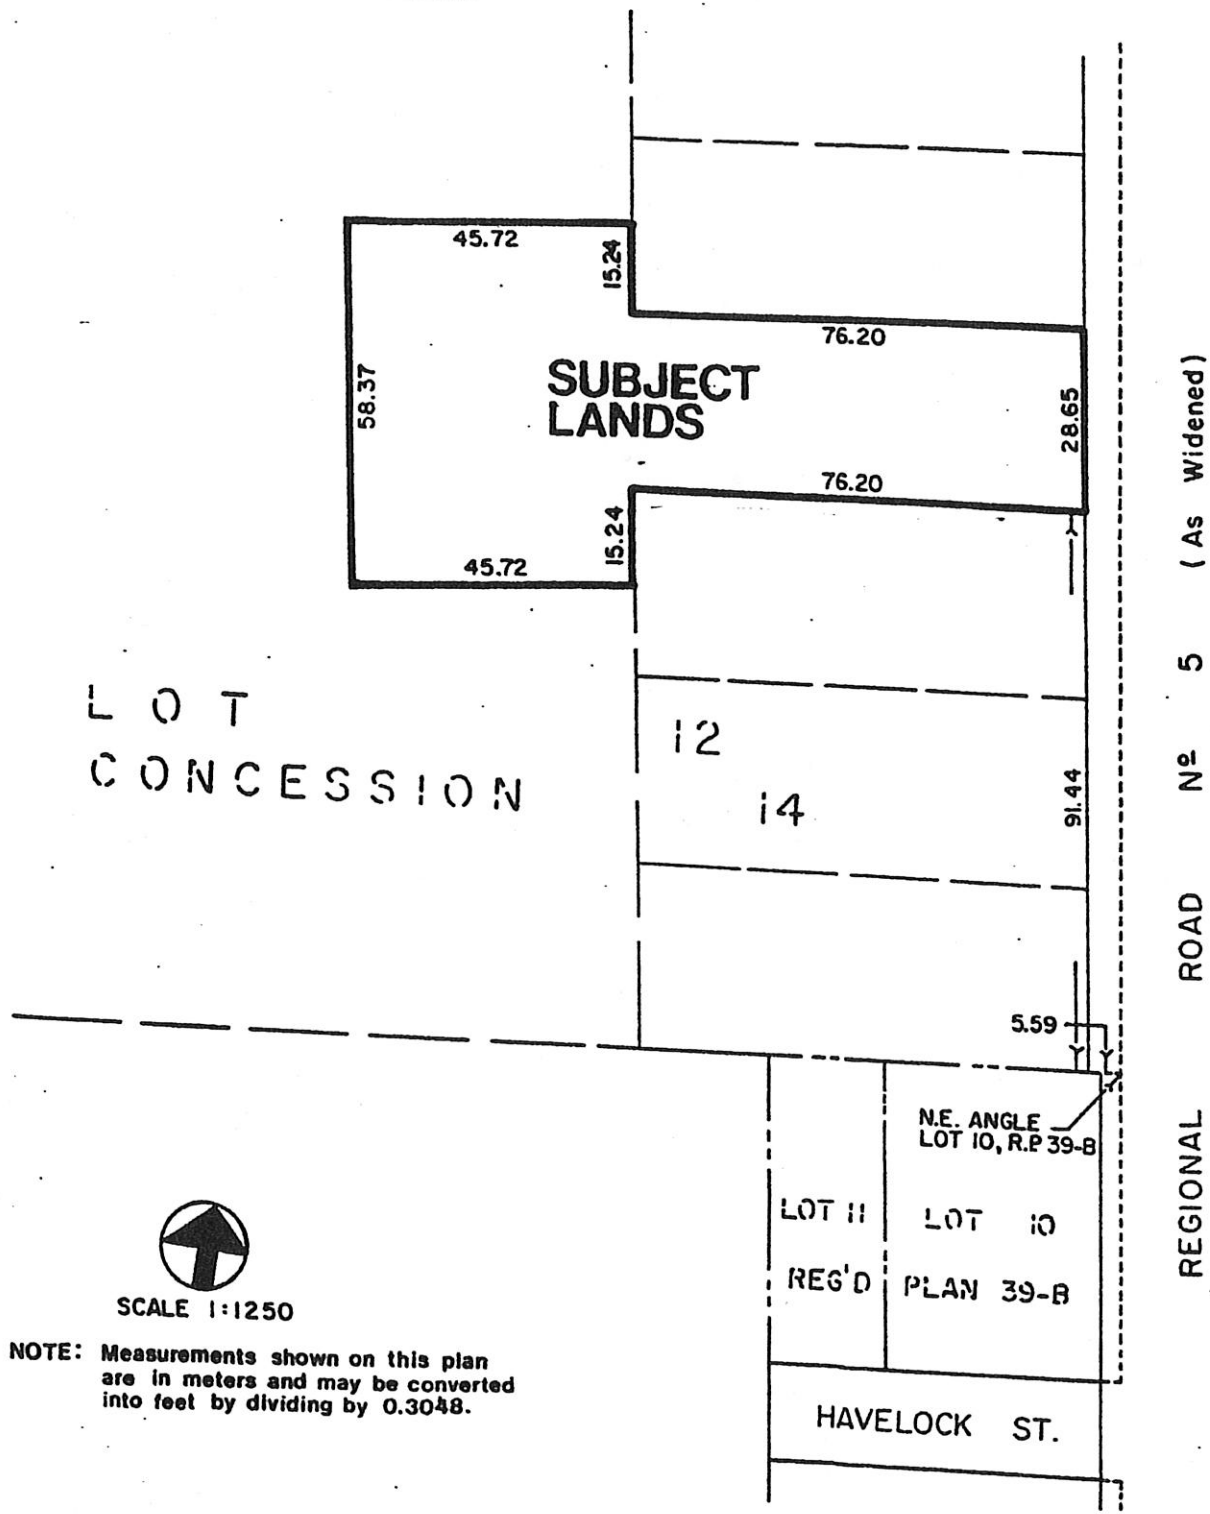 45.72
15.24
76.20
58.37
SUBJECT
LANDS
28.65
76.20
15.24
45.72
LOT 12
CONCESSION 14
91.44
5.59
N.E. ANGLE
LOT 10, R.P. 39-B
LOT 11
REG'D
LOT 10
PLAN 39-B
HAVELOCK ST.
REGIONAL ROAD Nº 5 (As Widened)
SCALE 1:1250
NOTE: Measurements shown on this plan
are in meters and may be converted
into feet by dividing by 0.3048.